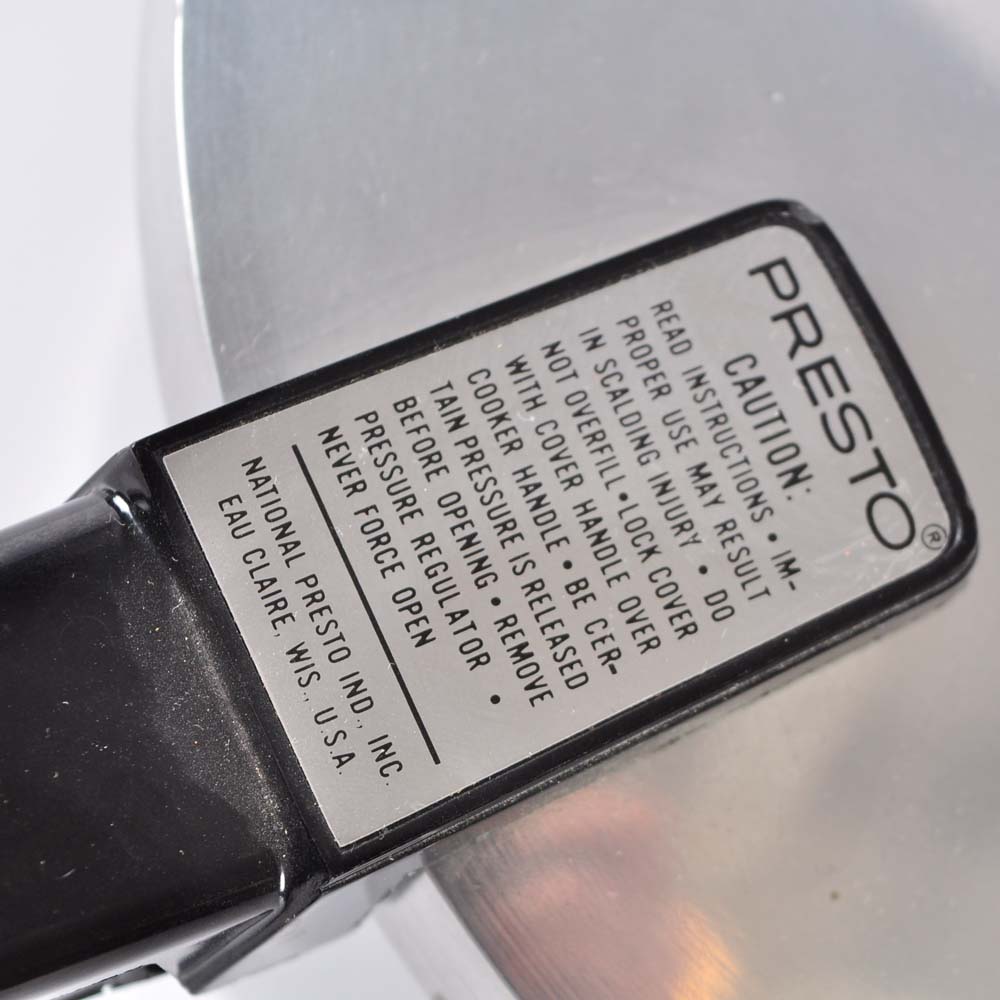 PRESTO®
CAUTION:
READ INSTRUCTIONS • IM-
PROPER USE MAY RESULT
IN SCALDING INJURY • DO
NOT OVERFILL • LOCK COVER
WITH COVER HANDLE OVER
COOKER HANDLE • BE CER-
TAIN PRESSURE IS RELEASED
BEFORE OPENING • REMOVE
PRESSURE REGULATOR •
NEVER FORCE OPEN
NATIONAL PRESTO IND., INC.
EAU CLAIRE, WIS., U.S.A.